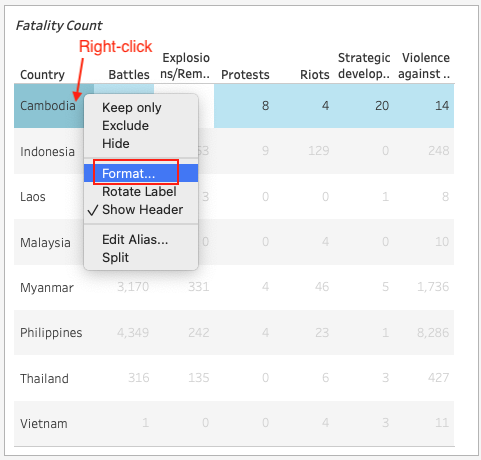 Fatality Count
Right-click
Country Battles Explosio ns/Rem.. Protests Riots Strategic develop.. Violence against ..
Cambodia 8 4 20 14
Keep only
Exclude
Hide
Indonesia 9 129 0 248
Format...
Rotate Label
Laos 3 0 0 1 8
✓ Show Header
Edit Alias...
Malaysia 0 0 4 0 10
Split
Myanmar 3,170 331 4 46 5 1,736
Philippines 4,349 242 4 23 1 8,286
Thailand 316 135 0 6 3 427
Vietnam 1 0 0 4 3 11